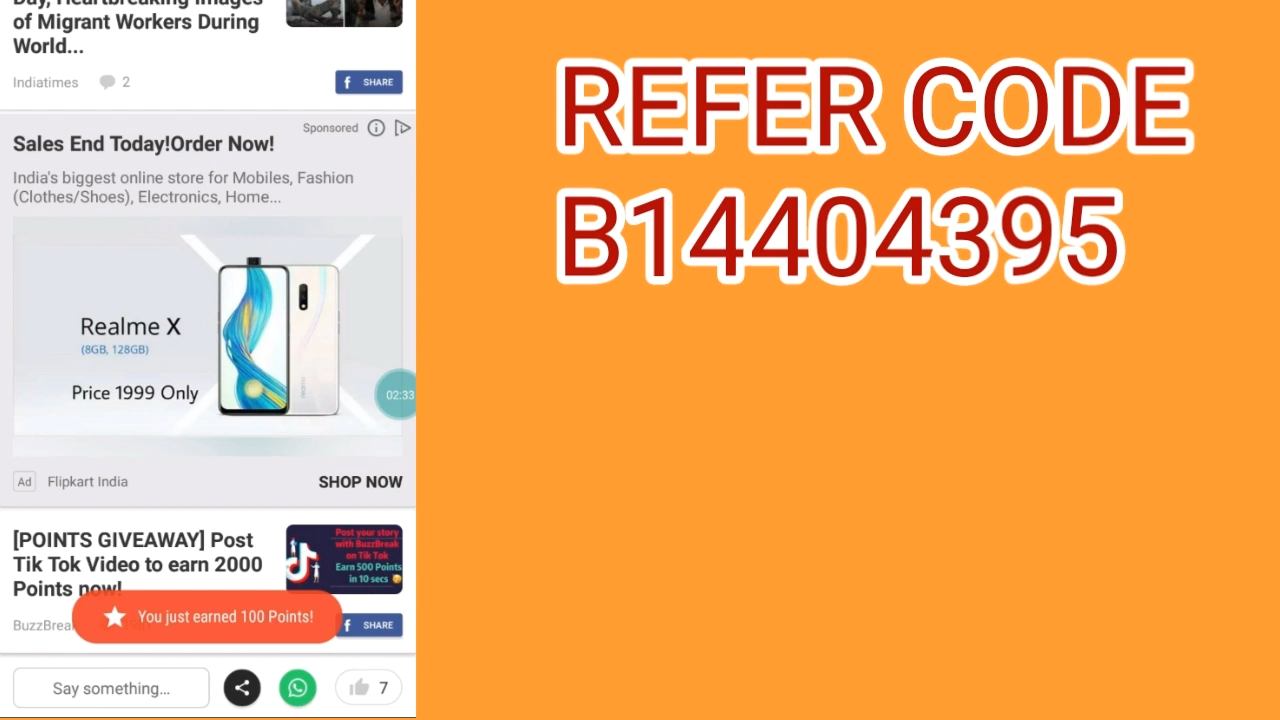 Day, Heartbreaking Images
of Migrant Workers During
World...
Indiatimes 2
SHARE
Sponsored
Sales End Today!Order Now!
India's biggest online store for Mobiles, Fashion
(Clothes/Shoes), Electronics, Home...
Realme X
(8GB, 128GB)
Price 1999 Only
02:33
Ad Flipkart India SHOP NOW
[POINTS GIVEAWAY] Post
Tik Tok Video to earn 2000
Points now!
Post your story
with BuzzBreak
on Tik Tok
Earn 500 Points
in 10 secs
You just earned 100 Points!
SHARE
Say something...
7
REFER CODE
B14404395